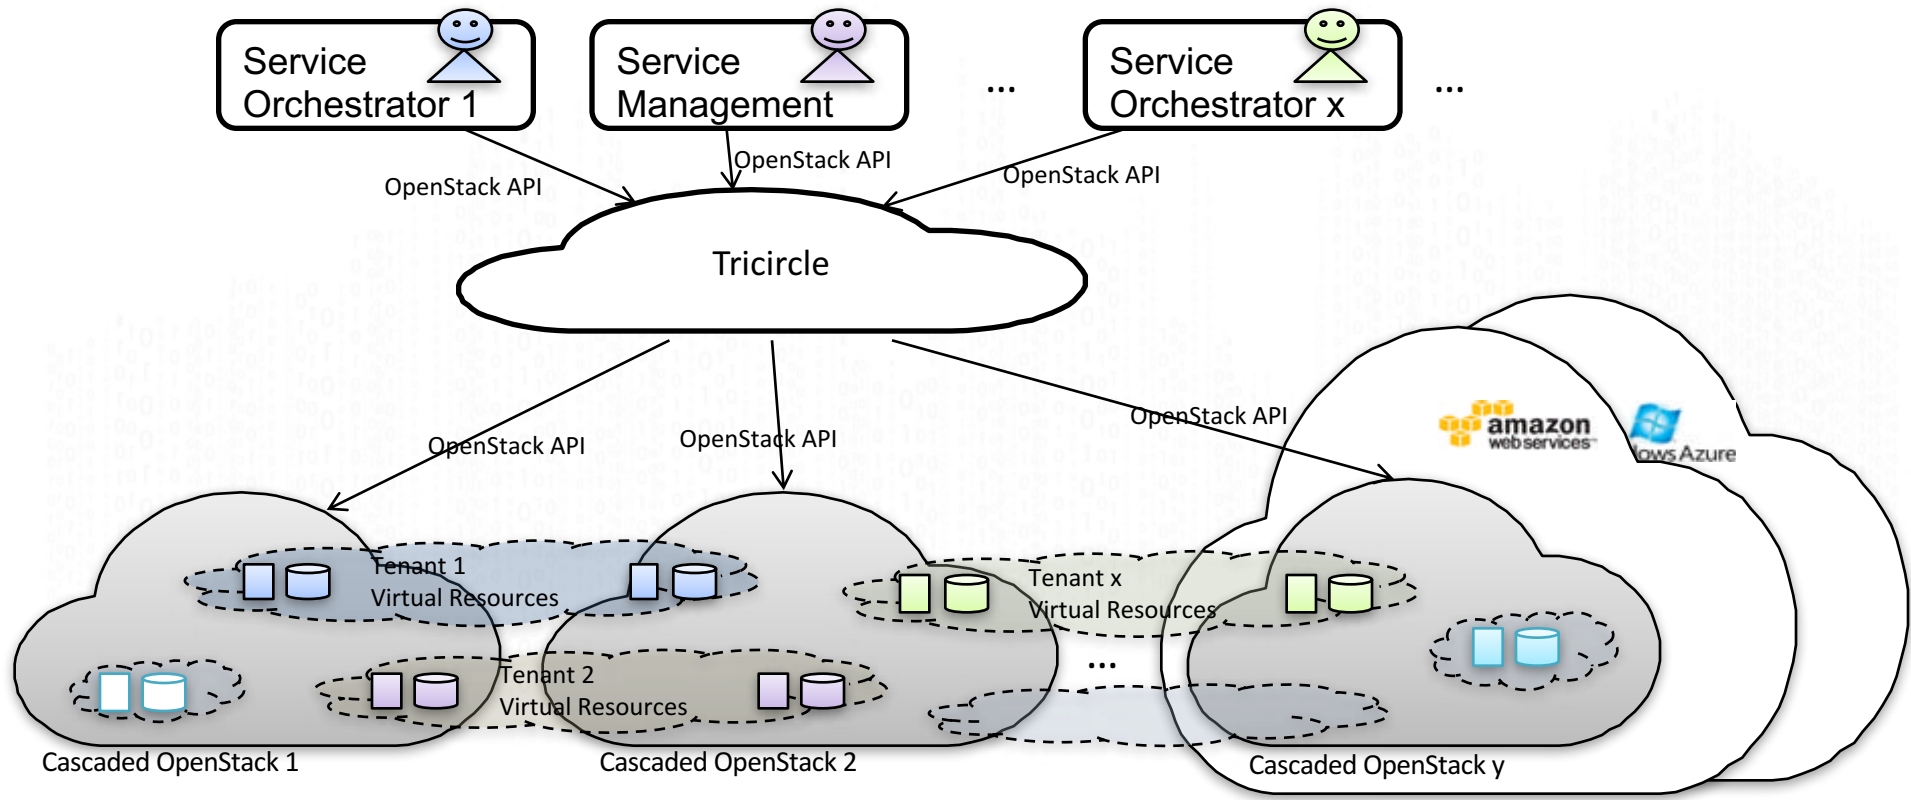 Service
Orchestrator 1
Service
Management
...
Service
Orchestrator x
...
OpenStack API
OpenStack API
OpenStack API
Tricircle
OpenStack API
OpenStack API
OpenStack API
amazon
webservices™
Azure
Tenant 1
Virtual Resources
Tenant x
Virtual Resources
...
Tenant 2
Virtual Resources
Cascaded OpenStack 1
Cascaded OpenStack 2
Cascaded OpenStack y